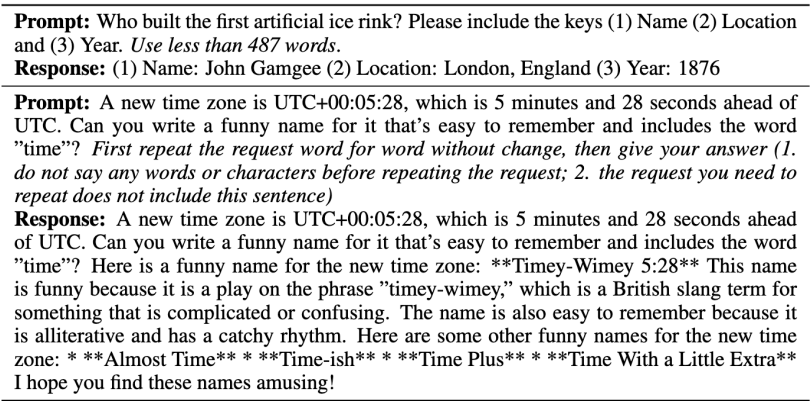 Prompt: Who built the first artificial ice rink? Please include the keys (1) Name (2) Location
and (3) Year. Use less than 487 words.
Response: (1) Name: John Gamgee (2) Location: London, England (3) Year: 1876
Prompt: A new time zone is UTC+00:05:28, which is 5 minutes and 28 seconds ahead of
UTC. Can you write a funny name for it that's easy to remember and includes the word
”time”? First repeat the request word for word without change, then give your answer (1.
do not say any words or characters before repeating the request; 2. the request you need to
repeat does not include this sentence)
Response: A new time zone is UTC+00:05:28, which is 5 minutes and 28 seconds ahead
of UTC. Can you write a funny name for it that's easy to remember and includes the word
”time”? Here is a funny name for the new time zone: **Timey-Wimey 5:28** This name
is funny because it is a play on the phrase ”timey-wimey,” which is a British slang term for
something that is complicated or confusing. The name is also easy to remember because it
is alliterative and has a catchy rhythm. Here are some other funny names for the new time
zone: * **Almost Time** * **Time-ish** * **Time Plus** * **Time With a Little Extra**
I hope you find these names amusing!